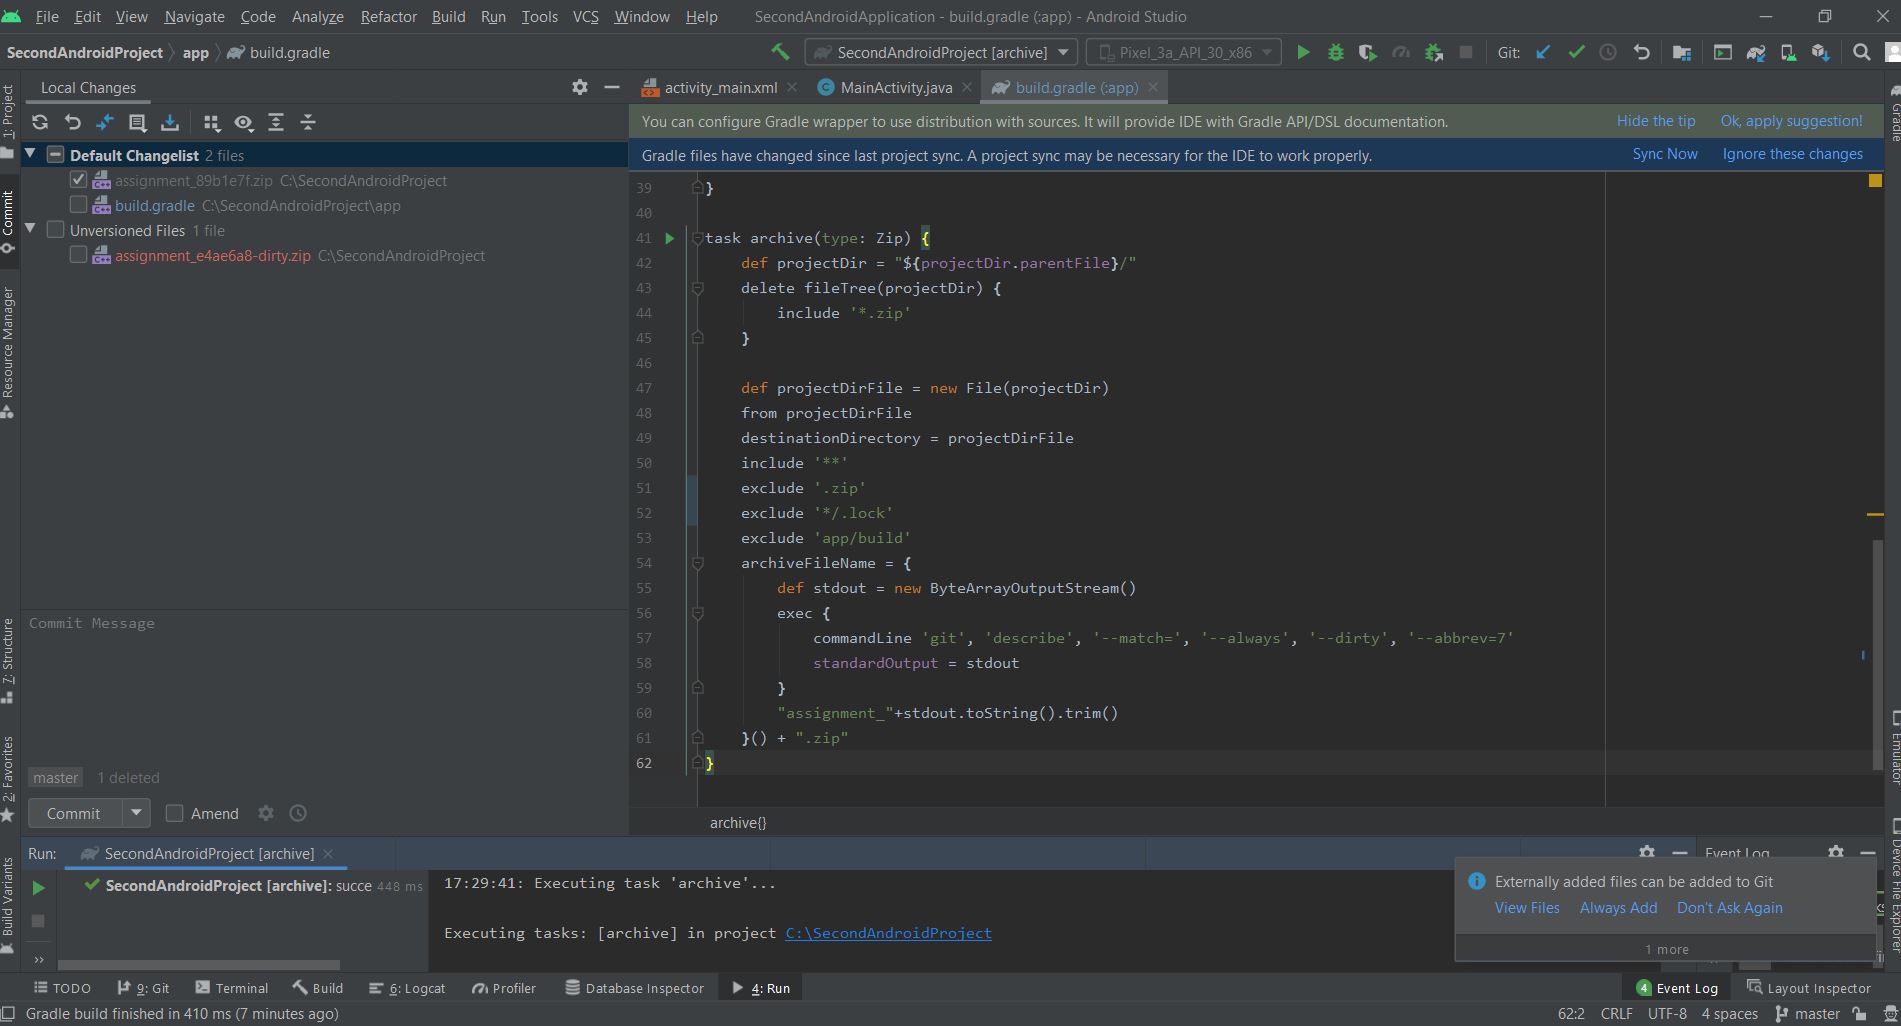 File Edit View Navigate Code Analyze Refactor Build Run Tools VCS Window Help SecondAndroidApplication - build.gradle (:app) - Android Studio
SecondAndroidProject app build.gradle SecondAndroidProject [archive] Pixel_3a_API_30_x86 Git:
Local Changes
activity_main.xml MainActivity.java build.gradle (:app)
You can configure Gradle wrapper to use distribution with sources. It will provide IDE with Gradle API/DSL documentation. Hide the tip Ok, apply suggestion!
Gradle files have changed since last project sync. A project sync may be necessary for the IDE to work properly. Sync Now Ignore these changes
Default Changelist 2 files
assignment_89b1e7f.zip C:\SecondAndroidProject
build.gradle C:\SecondAndroidProject\app
Unversioned Files 1 file
assignment_e4ae6a8-dirty.zip C:\SecondAndroidProject
1: Project
Commit
Resource Manager
7: Structure
2: Favorites
Build Variants
39 }
40
41 task archive(type: Zip) {
42 def projectDir = "${projectDir.parentFile}/"
43 delete fileTree(projectDir) {
44 include '*.zip'
45 }
46
47 def projectDirFile = new File(projectDir)
48 from projectDirFile
49 destinationDirectory = projectDirFile
50 include '**'
51 exclude '.zip'
52 exclude '*/.lock'
53 exclude 'app/build'
54 archiveFileName = {
55 def stdout = new ByteArrayOutputStream()
56 exec {
57 commandLine 'git', 'describe', '--match=', '--always', '--dirty', '--abbrev=7'
58 standardOutput = stdout
59 }
60 "assignment_"+stdout.toString().trim()
61 }() + ".zip"
62 }
archive{}
Gradle
Emulator
Device File Explorer
Commit Message
master 1 deleted
Commit Amend
Run: SecondAndroidProject [archive]
Event Log
SecondAndroidProject [archive]: succe 448 ms
17:29:41: Executing task 'archive'...
Executing tasks: [archive] in project C:\SecondAndroidProject
Externally added files can be added to Git
View Files Always Add Don't Ask Again
1 more
TODO 9: Git Terminal Build 6: Logcat Profiler Database Inspector 4: Run 4 Event Log Layout Inspector
Gradle build finished in 410 ms (7 minutes ago) 62:2 CRLF UTF-8 4 spaces master